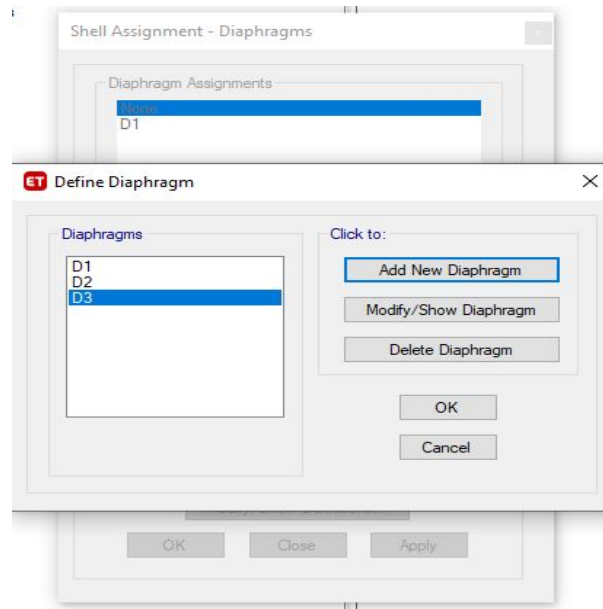 Shell Assignment - Diaphragms
x
Diaphragm Assignments
None
D1
ET Define Diaphragm
Diaphragms
D1
D2
D3
Click to:
Add New Diaphragm
Modify/Show Diaphragm
Delete Diaphragm
OK
Cancel
OK
Close
Apply